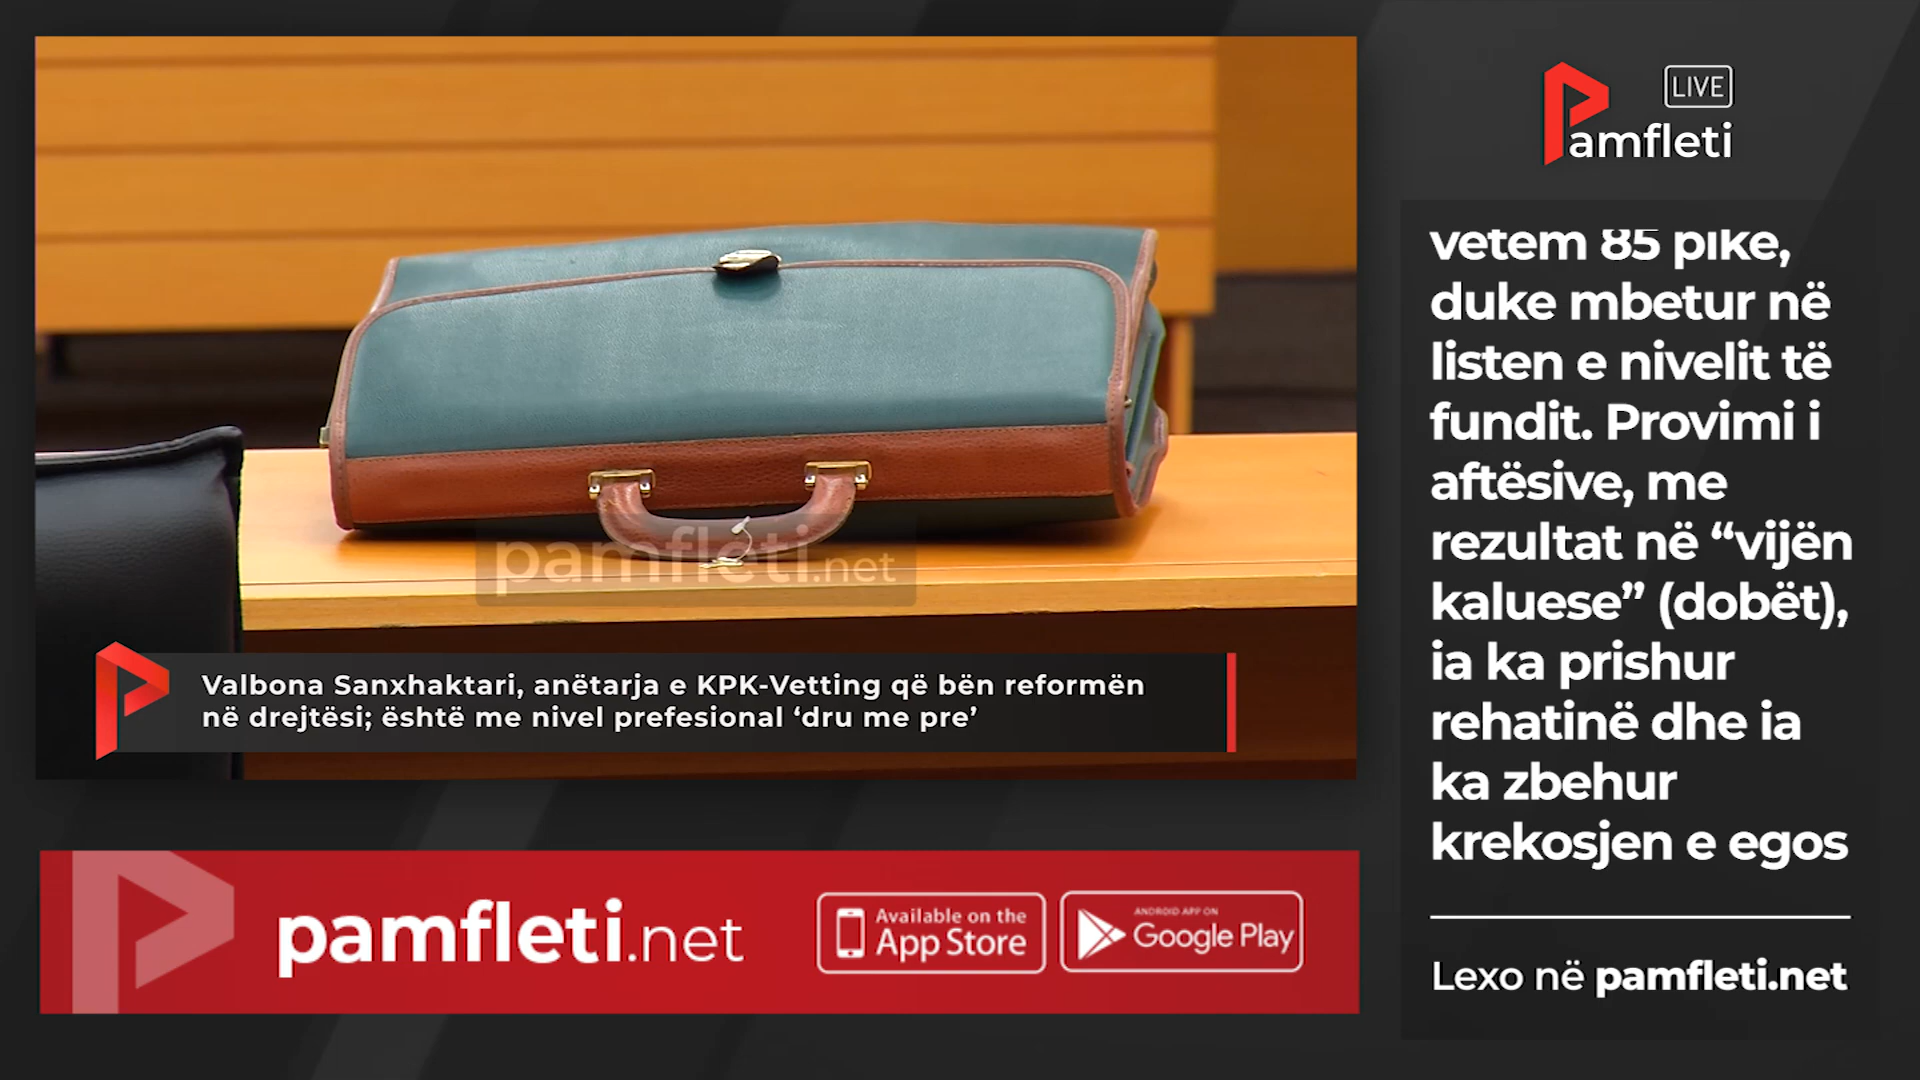 LIVE
Pamfleti
vetem 85 pike,
duke mbetur në
listen e nivelit të
fundit. Provimi i
aftësive, me
rezultat në “vijën
kaluese” (dobët),
ia ka prishur
rehatinë dhe ia
ka zbehur
krekosjen e egos
Lexo në pamfleti.net
pamfleti.net
Valbona Sanxhaktari, anëtarja e KPK-Vetting që bën reformën
në drejtësi; është me nivel prefesional ‘dru me pre’
pamfleti.net
Available on the
App Store
ANDROID APP ON
Google Play